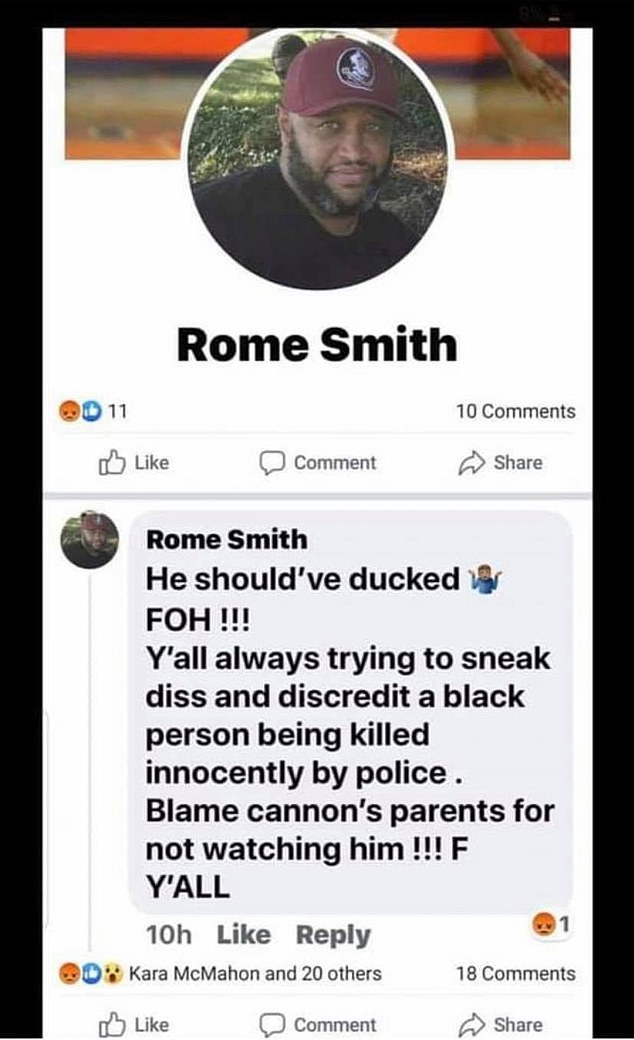 Rome Smith
11
10 Comments
Like Comment Share
Rome Smith
He should've ducked 🤷🏽‍♂️
FOH !!!
Y'all always trying to sneak
diss and discredit a black
person being killed
innocently by police .
Blame cannon's parents for
not watching him !!! F
Y'ALL
10h Like Reply
1
Kara McMahon and 20 others
18 Comments
Like Comment Share